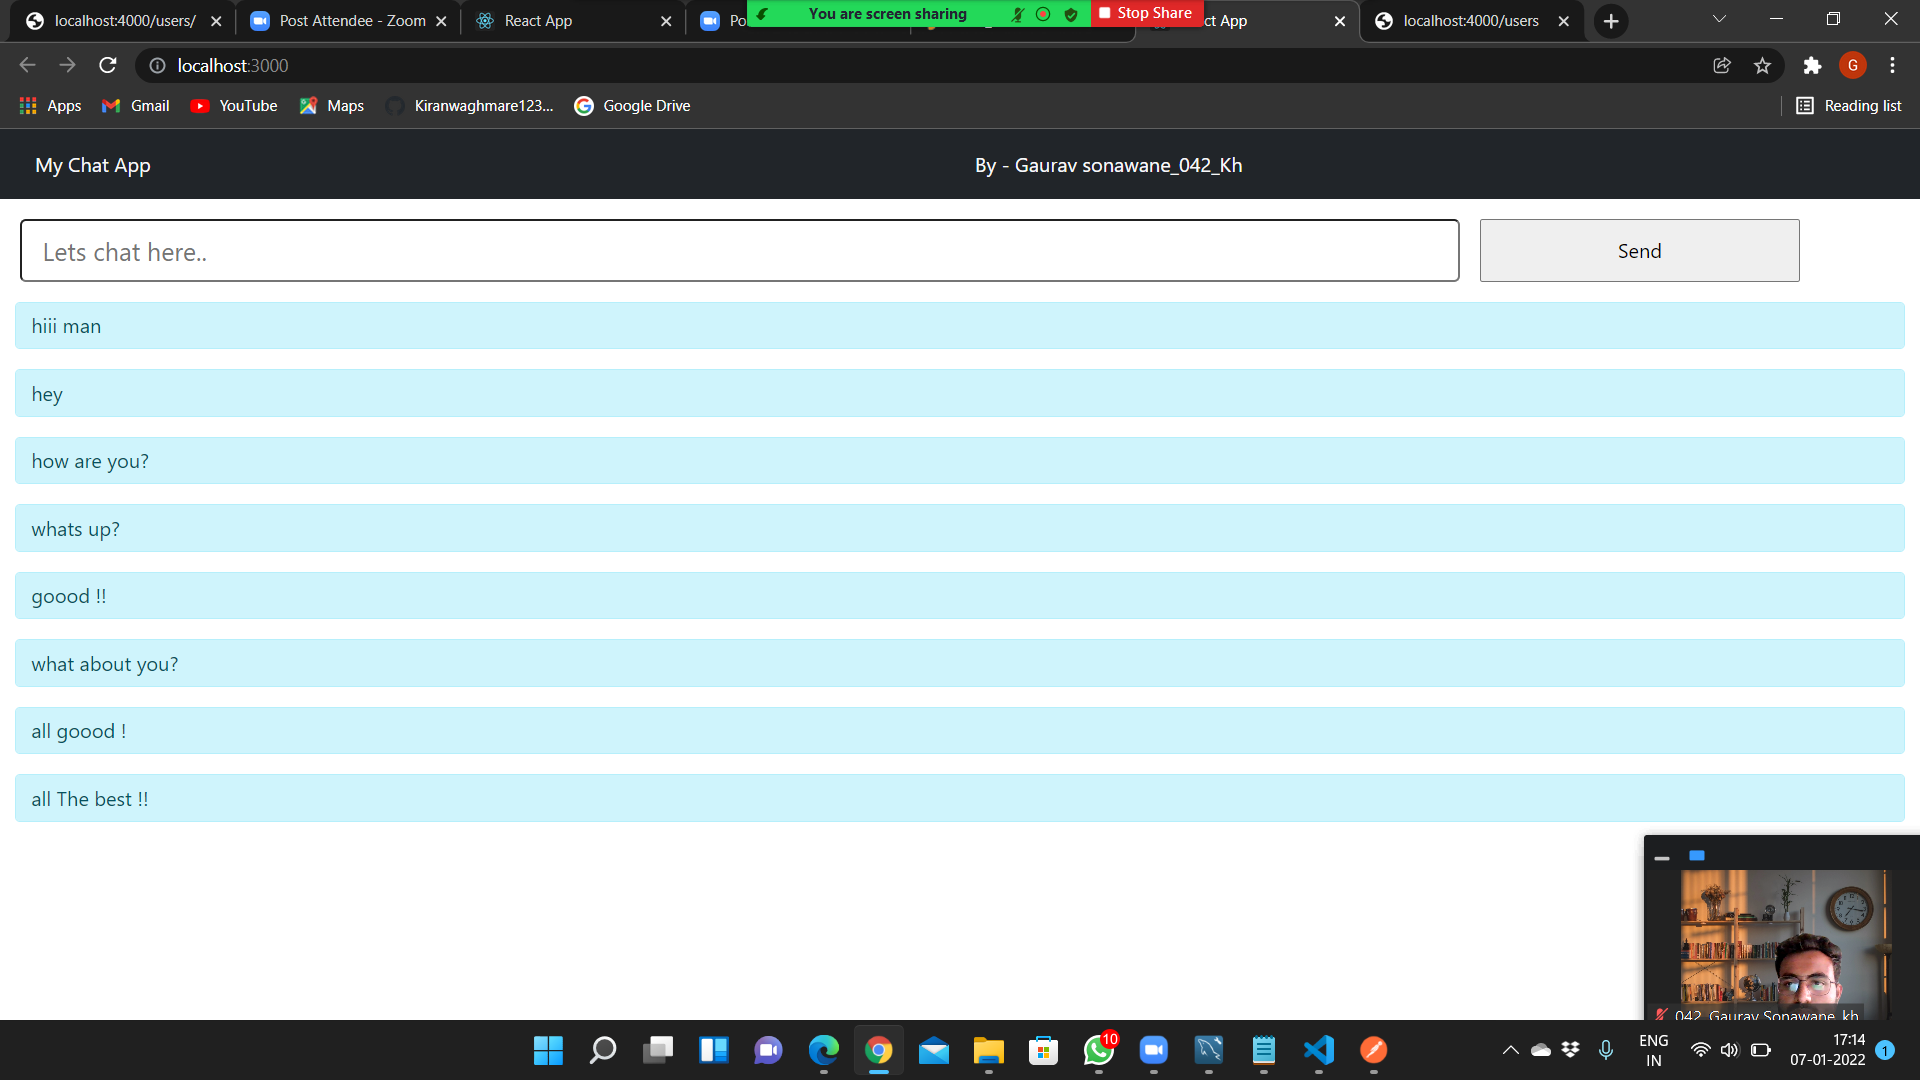 localhost:4000/users/
Post Attendee - Zoom
React App
Po
You are screen sharing
Stop Share
ct App
localhost:4000/users
localhost:3000
G
Apps
Gmail
YouTube
Maps
Kiranwaghmare123...
Google Drive
Reading list
My Chat App
By - Gaurav sonawane_042_Kh
Lets chat here..
Send
hiii man
hey
how are you?
whats up?
goood !!
what about you?
all goood !
all The best !!
042_Gaurav Sonawane_kh
10
ENG
IN
17:14
07-01-2022
1